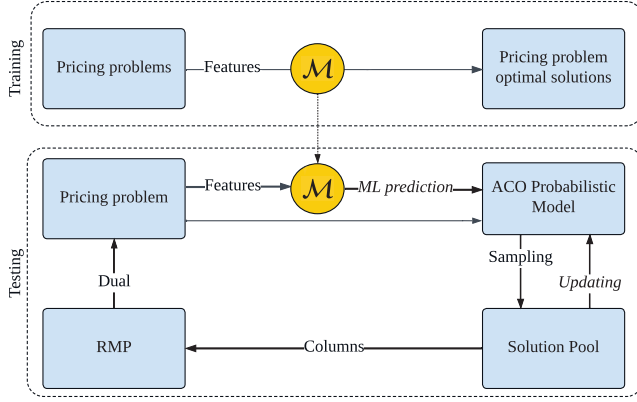 Training
Pricing problems
Features
M
Pricing problem
optimal solutions
Testing
Pricing problem
Features
M
ML prediction
ACO Probabilistic
Model
Sampling
Updating
Dual
RMP
Columns
Solution Pool